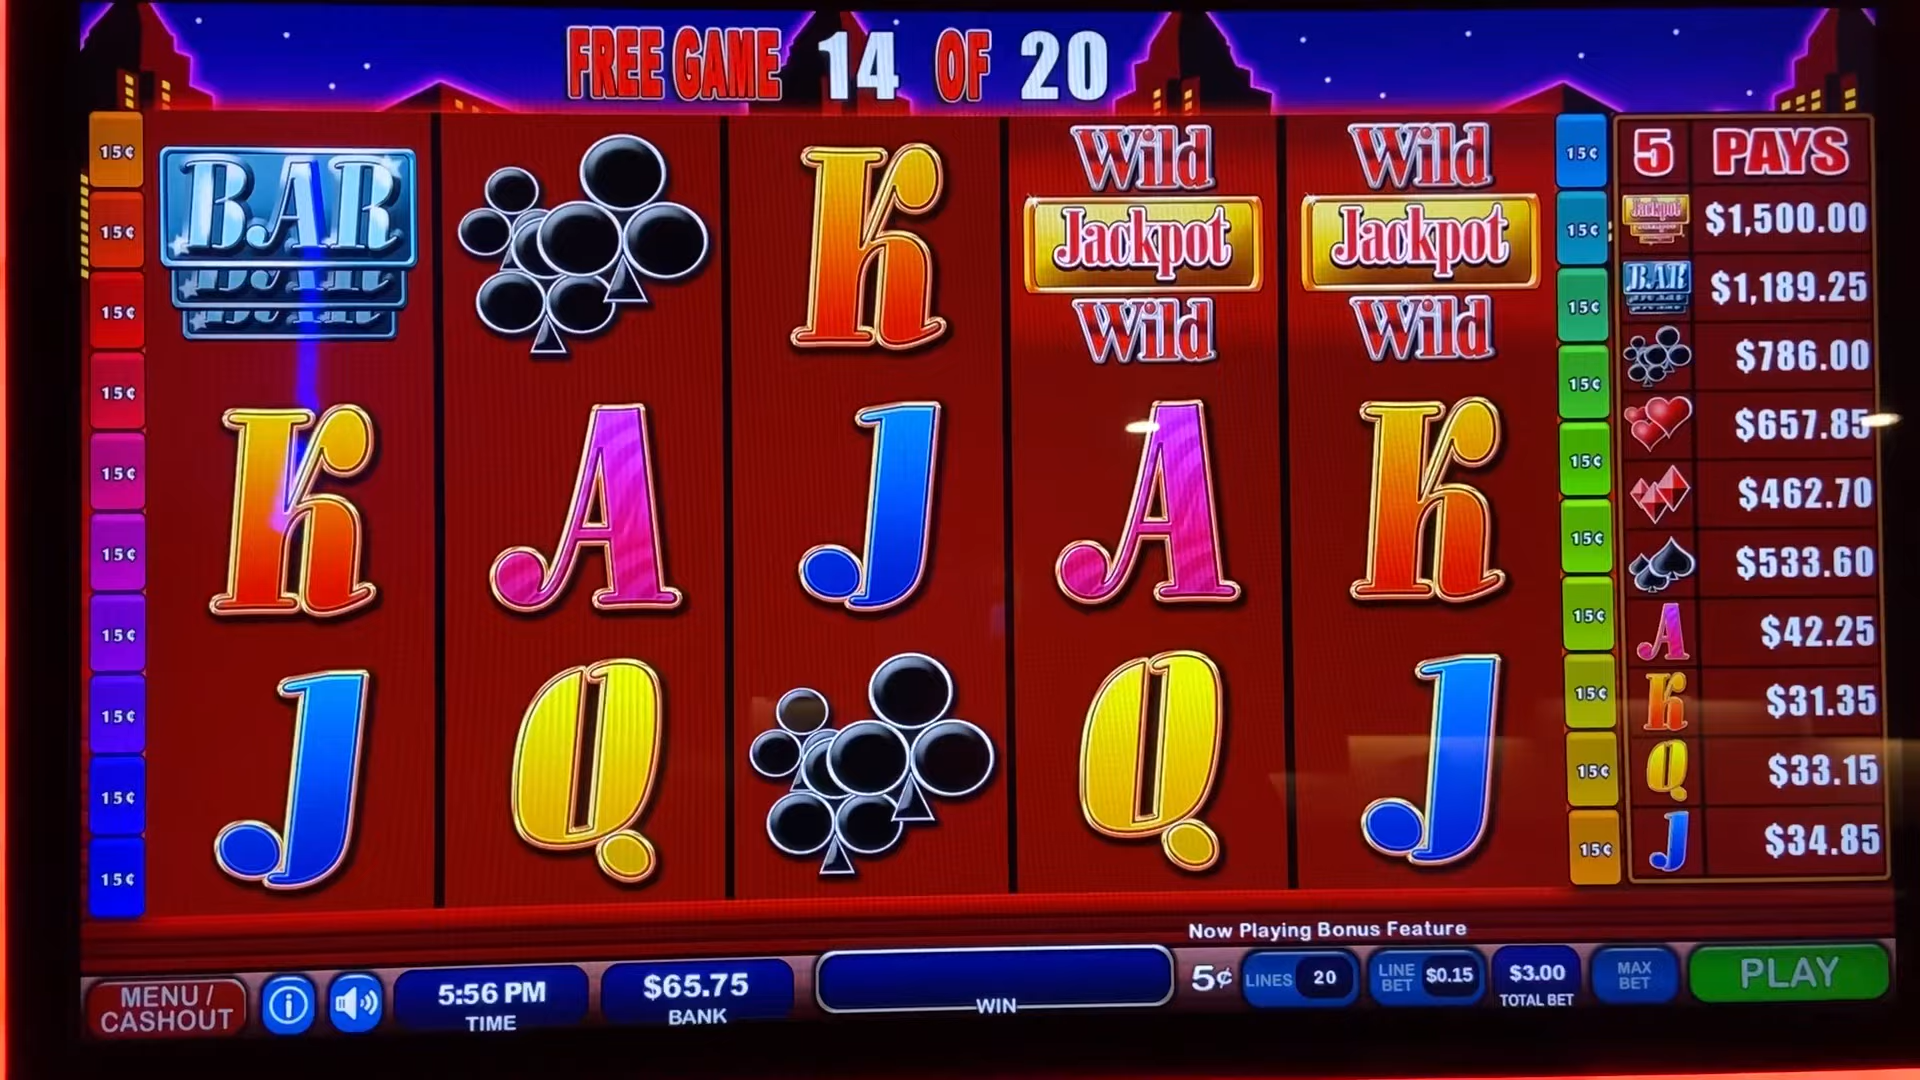 FREE GAME 14 OF 20
5 PAYS
15¢
15¢
15¢
15¢
15¢
15¢
15¢
15¢
15¢
15¢
BAR
BAR
BAR
K
Wild
Jackpot
Wild
Wild
Jackpot
Wild
K
A
J
A
K
J
Q
Q
J
15¢
15¢
15¢
15¢
15¢
15¢
15¢
15¢
15¢
15¢
Jackpot $1,500.00
BAR $1,189.25
$786.00
$657.85
$462.70
$533.60
A $42.25
K $31.35
Q $33.15
J $34.85
Now Playing Bonus Feature
MENU /
CASHOUT
5:56 PM
TIME
$65.75
BANK
WIN
5¢
LINES 20
LINE
BET $0.15
$3.00
TOTAL BET
MAX
BET
PLAY